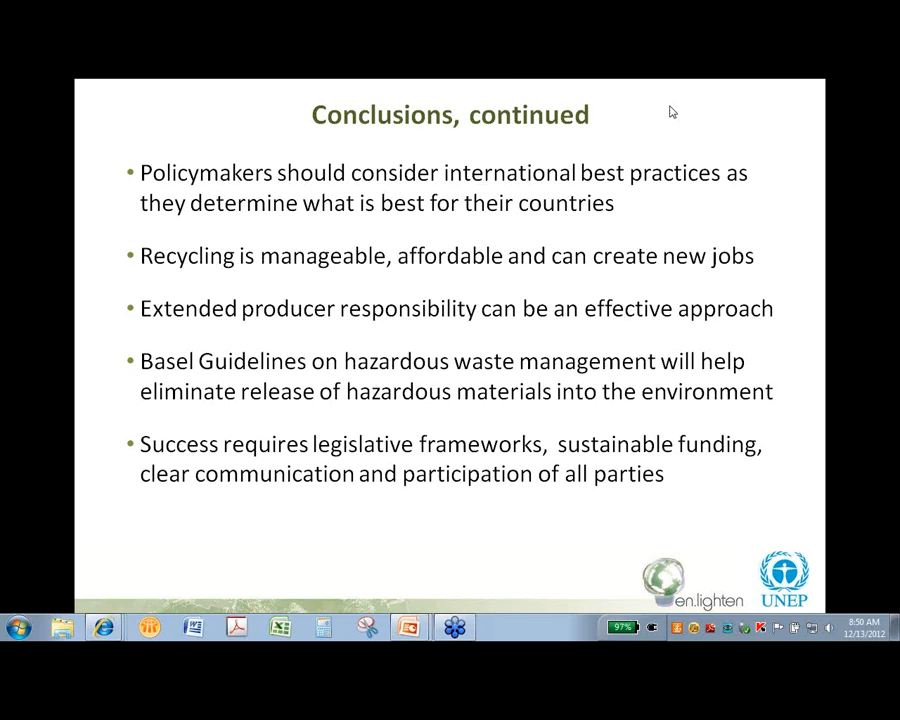 Conclusions, continued
• Policymakers should consider international best practices as
they determine what is best for their countries
• Recycling is manageable, affordable and can create new jobs
• Extended producer responsibility can be an effective approach
• Basel Guidelines on hazardous waste management will help
eliminate release of hazardous materials into the environment
• Success requires legislative frameworks,  sustainable funding,
clear communication and participation of all parties
en.lighten
UNEP
97%
8:50 AM
12/13/2012